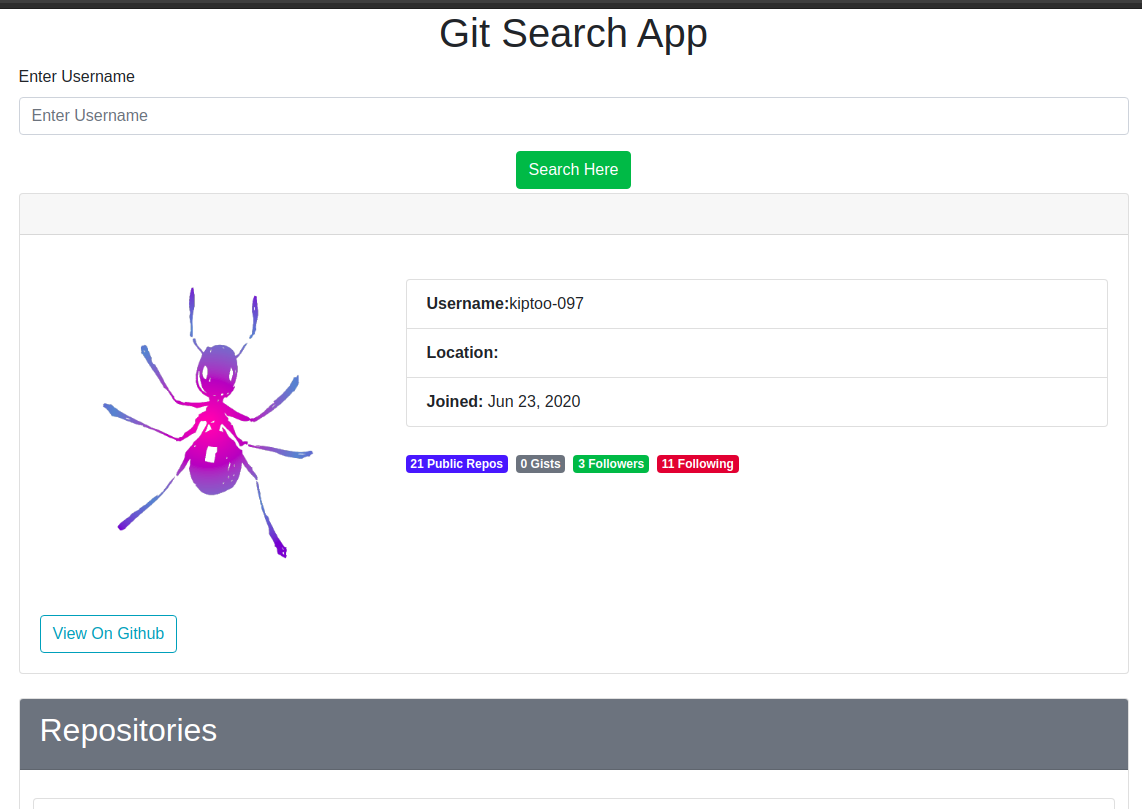 Git Search App
Enter Username
Enter Username
Search Here
Username:kiptoo-097
Location:
Joined: Jun 23, 2020
21 Public Repos 0 Gists 3 Followers 11 Following
View On Github
Repositories